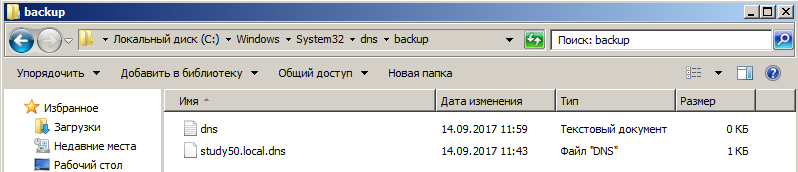 backup
Локальный диск (C:) Windows System32 dns backup Поиск: backup
Упорядочить Добавить в библиотеку Общий доступ Новая папка
Избранное Имя Дата изменения Тип Размер
Загрузки dns 14.09.2017 11:59 Текстовый документ 0 КБ
Недавние места study50.local.dns 14.09.2017 11:43 Файл "DNS" 1 КБ
Рабочий стол